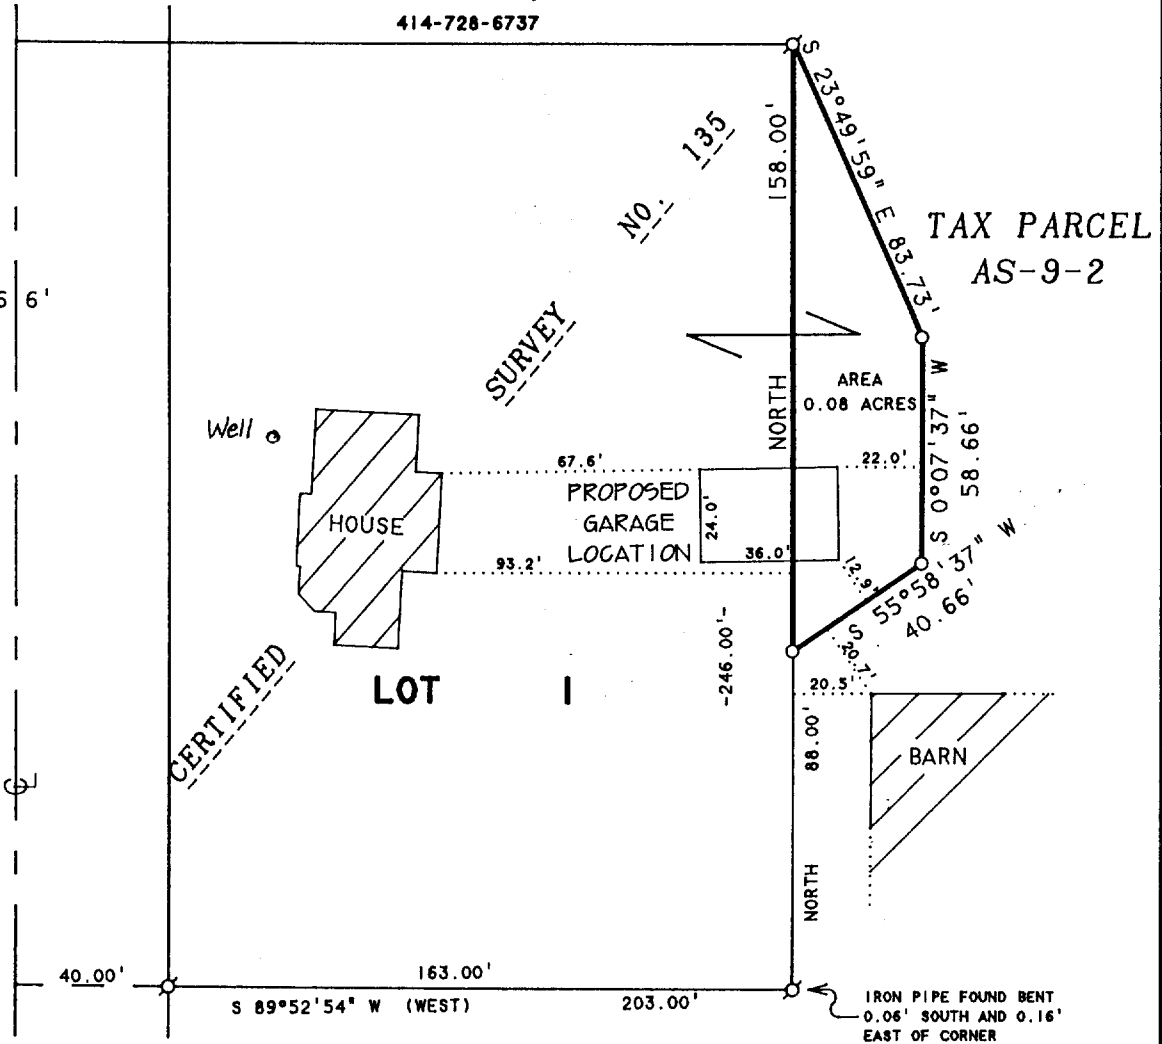 414-728-6737
S 23°49'59" E 83.73'
158.00'
CERTIFIED SURVEY NO. 135
TAX PARCEL
AS-9-2
6'
NORTH
AREA
0.08 ACRES
S 0°07'37" W
58.66'
Well
67.6'
22.0'
PROPOSED
GARAGE
LOCATION
24.0'
36.0'
HOUSE
93.2'
12.9'
S 55°58'37" W
40.66'
20.7'
-246.00'-
20.5'
LOT 1
88.00'
BARN
NORTH
40.00'
163.00'
S 89°52'54" W (WEST)
203.00'
IRON PIPE FOUND BENT
0.06' SOUTH AND 0.16'
EAST OF CORNER